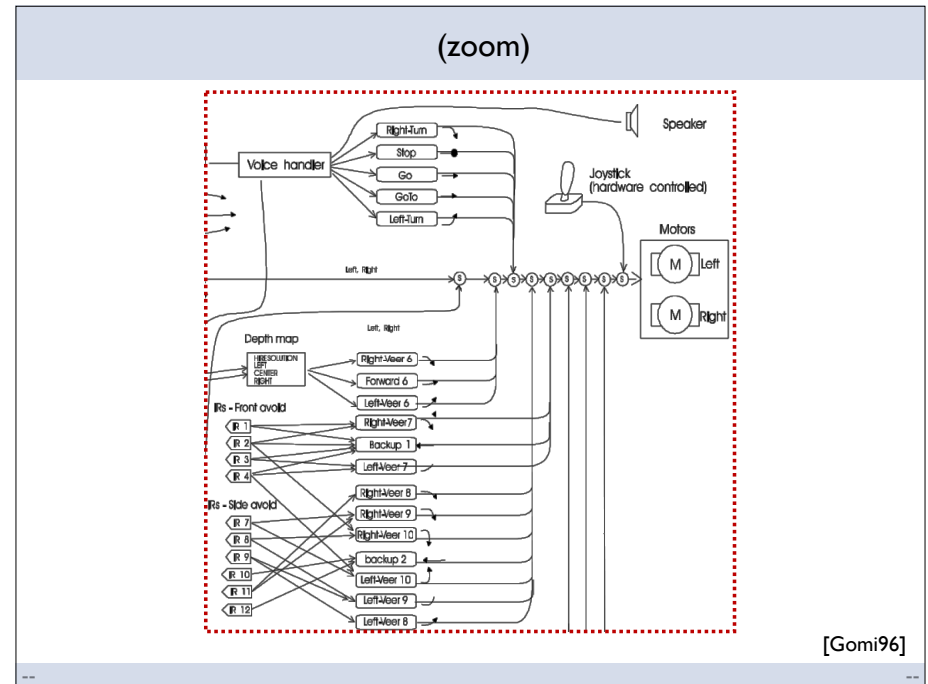 (zoom)
Speaker
Right-Turn
Stop
Go
GoTo
Left-Turn
Voice handler
Joystick
(hardware controlled)
Motors
M Left
M Right
Left, Right
S S S S S S S S
Left, Right
Depth map
HIRESOLUTION
LEFT
CENTER
RIGHT
Right-Veer 6
Forward 6
Left-Veer 6
IRs - Front avoid
IR 1
IR 2
IR 3
IR 4
Right-Veer7
Backup 1
Left-Veer 7
IRs - Side avoid
IR 7
IR 8
IR 9
IR 10
IR 11
IR 12
Right-Veer 8
Right-Veer 9
Right-Veer 10
backup 2
Left-Veer 10
Left-Veer 9
Left-Veer 8
[Gomi96]
-- --